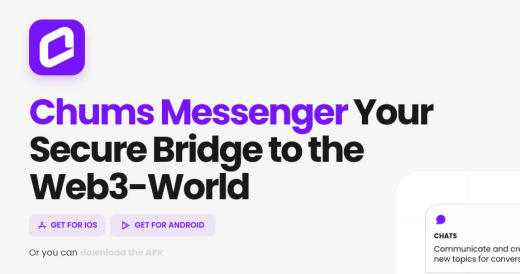 Chums Messenger Your
Secure Bridge to the
Web3-World
GET FOR IOS
GET FOR ANDROID
Or you can download the APK
CHATS
Communicate and cre
new topics for convers